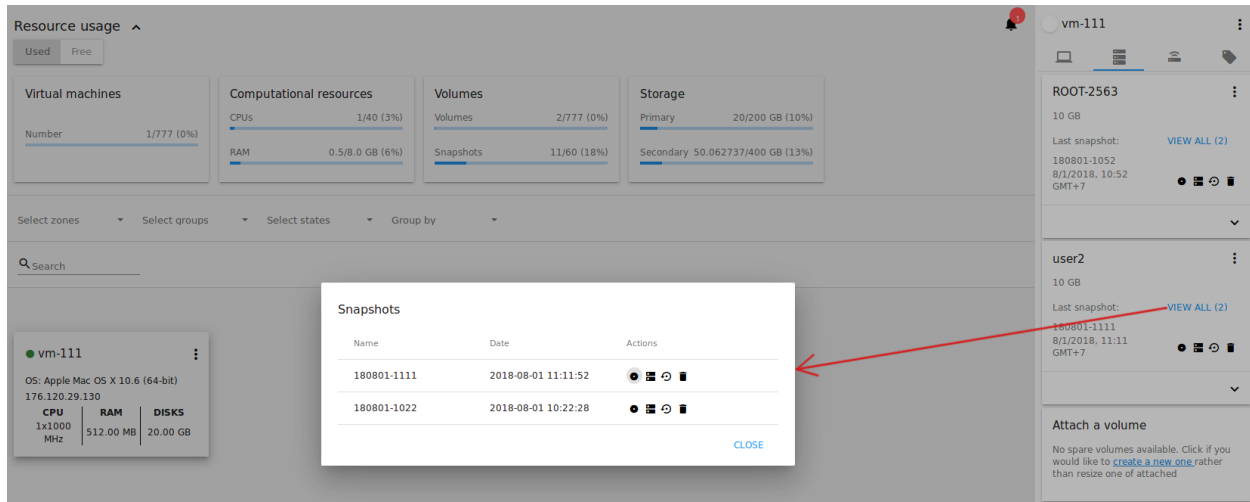 Resource usage
Used Free
Virtual machines
Number 1/777 (0%)
Computational resources
CPUs 1/40 (3%)
RAM 0.5/8.0 GB (6%)
Volumes
Volumes 2/777 (0%)
Snapshots 11/60 (18%)
Storage
Primary 20/200 GB (10%)
Secondary 50.062737/400 GB (13%)
Select zones Select groups Select states Group by
Search
vm-111
OS: Apple Mac OS X 10.6 (64-bit)
176.120.29.130
CPU RAM DISKS
1x1000 MHz 512.00 MB 20.00 GB
Snapshots
Name Date Actions
180801-1111 2018-08-01 11:11:52
180801-1022 2018-08-01 10:22:28
CLOSE
1
vm-111
ROOT-2563
10 GB
Last snapshot: VIEW ALL (2)
180801-1052
8/1/2018, 10:52
GMT+7
user2
10 GB
Last snapshot: VIEW ALL (2)
180801-1111
8/1/2018, 11:11
GMT+7
Attach a volume
No spare volumes available. Click if you
would like to create a new one rather
than resize one of attached